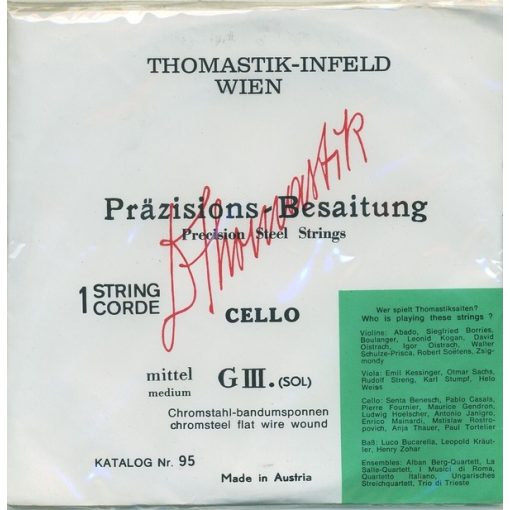 THOMASTIK-INFELD
WIEN
Thomastik
Präzisions-Besaitung
Precision Steel Strings
1 STRING
CORDE
CELLO
mittel
medium
G III. (SOL)
Chromstahl-bandumsponnen
chromsteel flat wire wound
KATALOG Nr. 95
Made in Austria
Wer spielt Thomastiksaiten?
Who is playing these strings ?
Violine: Abado, Siegfried Borries,
Boulanger, Leonid Kogan, David
Oistrach, Igor Oistrach, Walter
Schulze-Prisca, Robert Soëtens, Zsig-
mondy
Viola: Emil Kessinger, Otmar Sachs,
Rudolf Streng, Karl Stumpf, Helo
Weiss
Cello: Senta Benesch, Pablo Casals,
Pierre Fournier, Maurice Gendron,
Ludwig Hoelscher, Antonio Janigro,
Enrico Mainardi, Mstislaw Rostro-
povich, Anja Thauer, Paul Tortelier
Baß: Luco Bucarella, Leopold Kräut-
ler, Henry Zohar
Ensembles: Alban Berg-Quartett, La
Salle-Quartett, I Musici di Roma,
Quartetto Italiano, Ungarisches
Streichquartett, Trio di Trieste